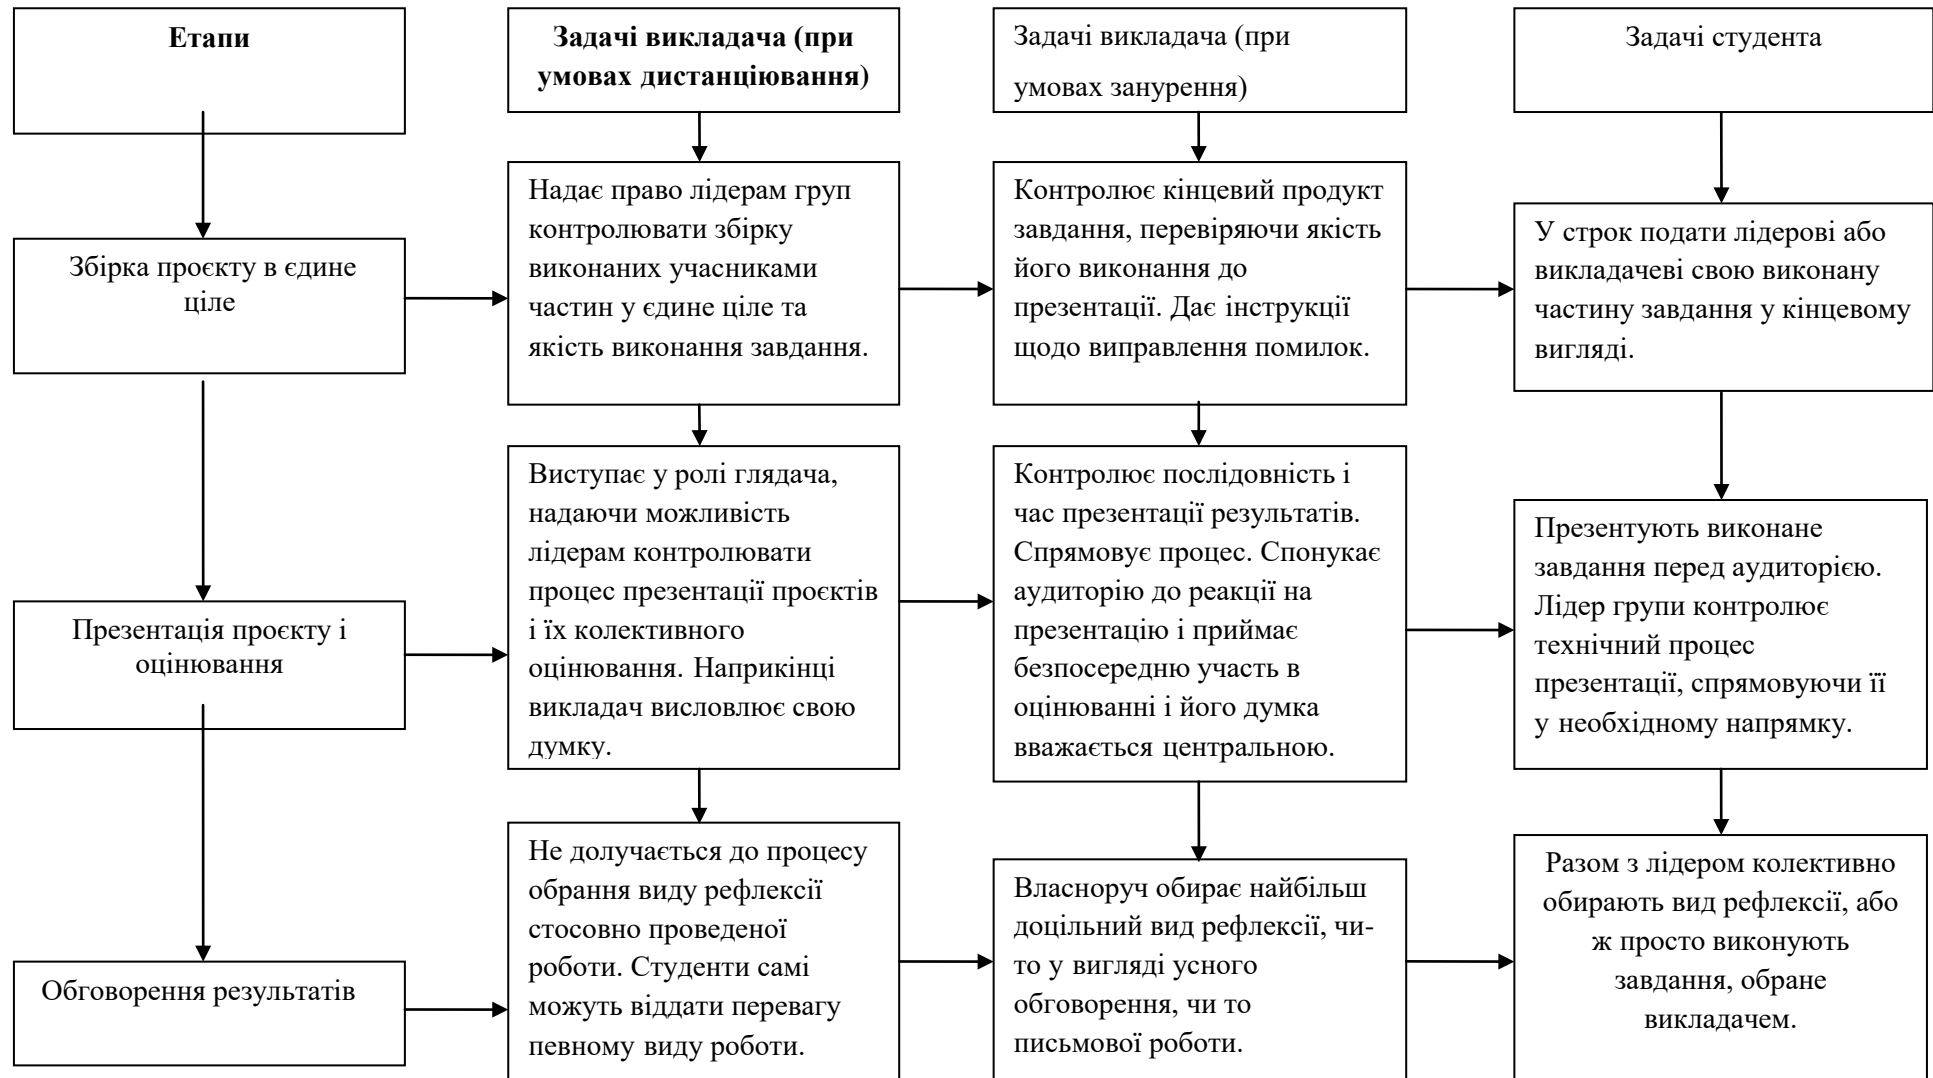 Етапи
Задачі викладача (при
умовах дистанціювання)
Задачі викладача (при
умовах занурення)
Задачі студента
Збірка проєкту в єдине
ціле
Надає право лідерам груп
контролювати збірку
виконаних учасниками
частин у єдине ціле та
якість виконання завдання.
Контролює кінцевий продукт
завдання, перевіряючи якість
його виконання до
презентації. Дає інструкції
щодо виправлення помилок.
У строк подати лідерові або
викладачеві свою виконану
частину завдання у кінцевому
вигляді.
Презентація проєкту і
оцінювання
Виступає у ролі глядача,
надаючи можливість
лідерам контролювати
процес презентації проєктів
і їх колективного
оцінювання. Наприкінці
викладач висловлює свою
думку.
Контролює послідовність і
час презентації результатів.
Спрямовує процес. Спонукає
аудиторію до реакції на
презентацію і приймає
безпосередню участь в
оцінюванні і його думка
вважається центральною.
Презентують виконане
завдання перед аудиторією.
Лідер групи контролює
технічний процес
презентації, спрямовуючи її
у необхідному напрямку.
Обговорення результатів
Не долучається до процесу
обрання виду рефлексії
стосовно проведеної
роботи. Студенти самі
можуть віддати перевагу
певному виду роботи.
Власноруч обирає найбільш
доцільний вид рефлексії, чи-
то у вигляді усного
обговорення, чи то
письмової роботи.
Разом з лідером колективно
обирають вид рефлексії, або
ж просто виконують
завдання, обране
викладачем.